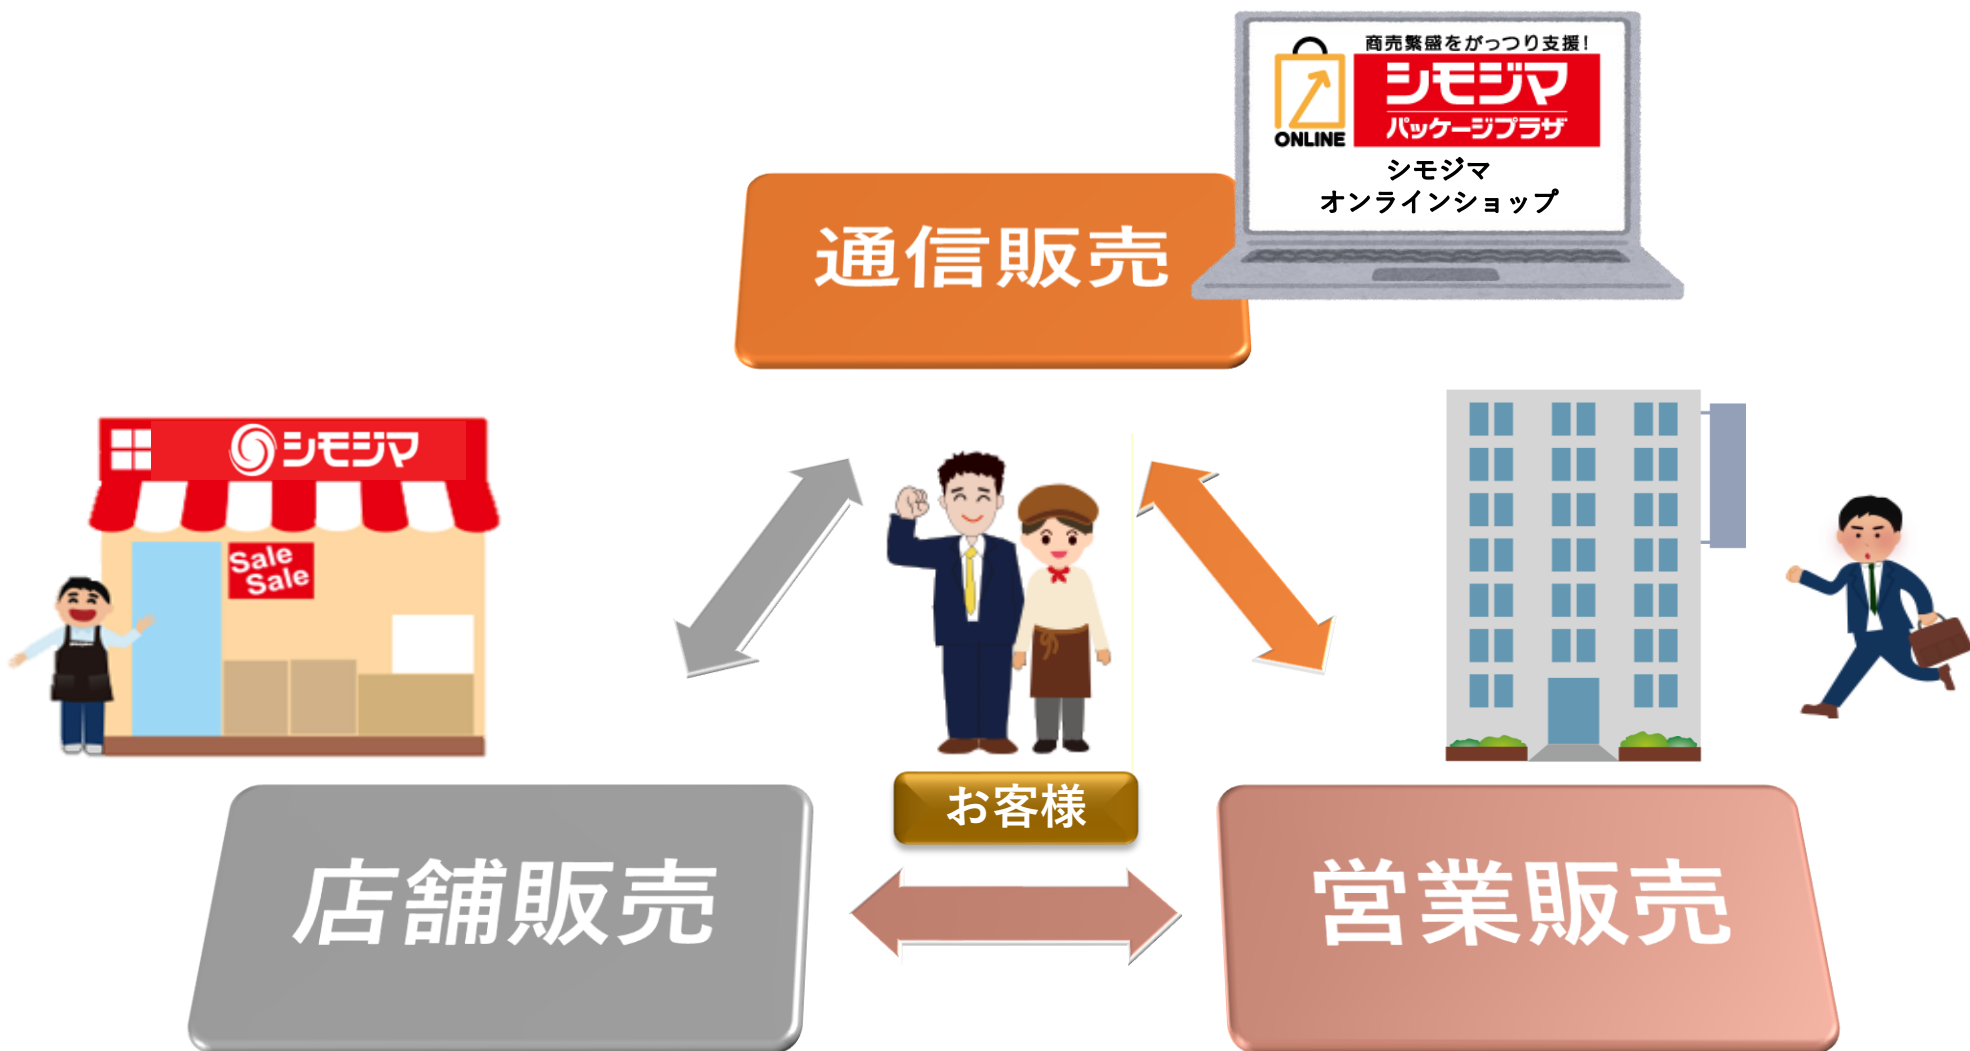 商売繁盛をがっつり支援!
シモジマ
パッケージプラザ
ONLINE
シモジマ
オンラインショップ
通信販売
シモジマ
Sale
Sale
お客様
店舗販売
営業販売